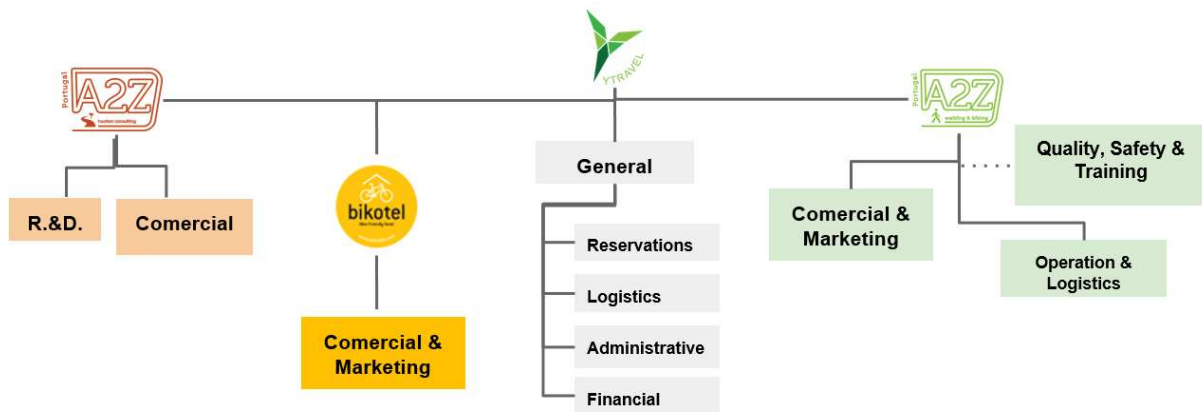 YTRAVEL
Portugal
A2Z
tourism consulting
Portugal
A2Z
walking & biking
General
Quality, Safety &
Training
bikotel
R.&D.
Comercial
Comercial &
Marketing
Reservations
Operation &
Logistics
Logistics
Comercial &
Marketing
Administrative
Financial